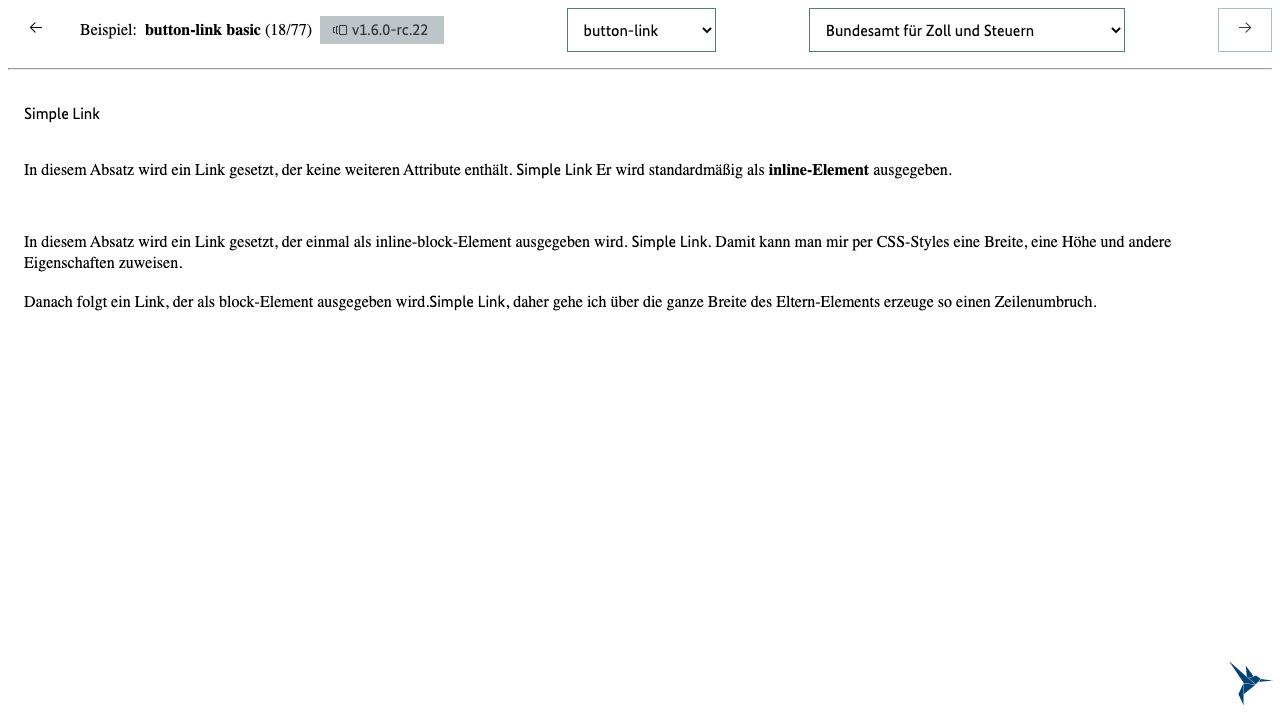 Beispiel: button-link basic (18/77) v1.6.0-rc.22 button-link Bundesamt für Zoll und Steuern
Simple Link
In diesem Absatz wird ein Link gesetzt, der keine weiteren Attribute enthält. Simple Link Er wird standardmäßig als inline-Element ausgegeben.
In diesem Absatz wird ein Link gesetzt, der einmal als inline-block-Element ausgegeben wird. Simple Link. Damit kann man mir per CSS-Styles eine Breite, eine Höhe und andere
Eigenschaften zuweisen.
Danach folgt ein Link, der als block-Element ausgegeben wird.Simple Link, daher gehe ich über die ganze Breite des Eltern-Elements erzeuge so einen Zeilenumbruch.